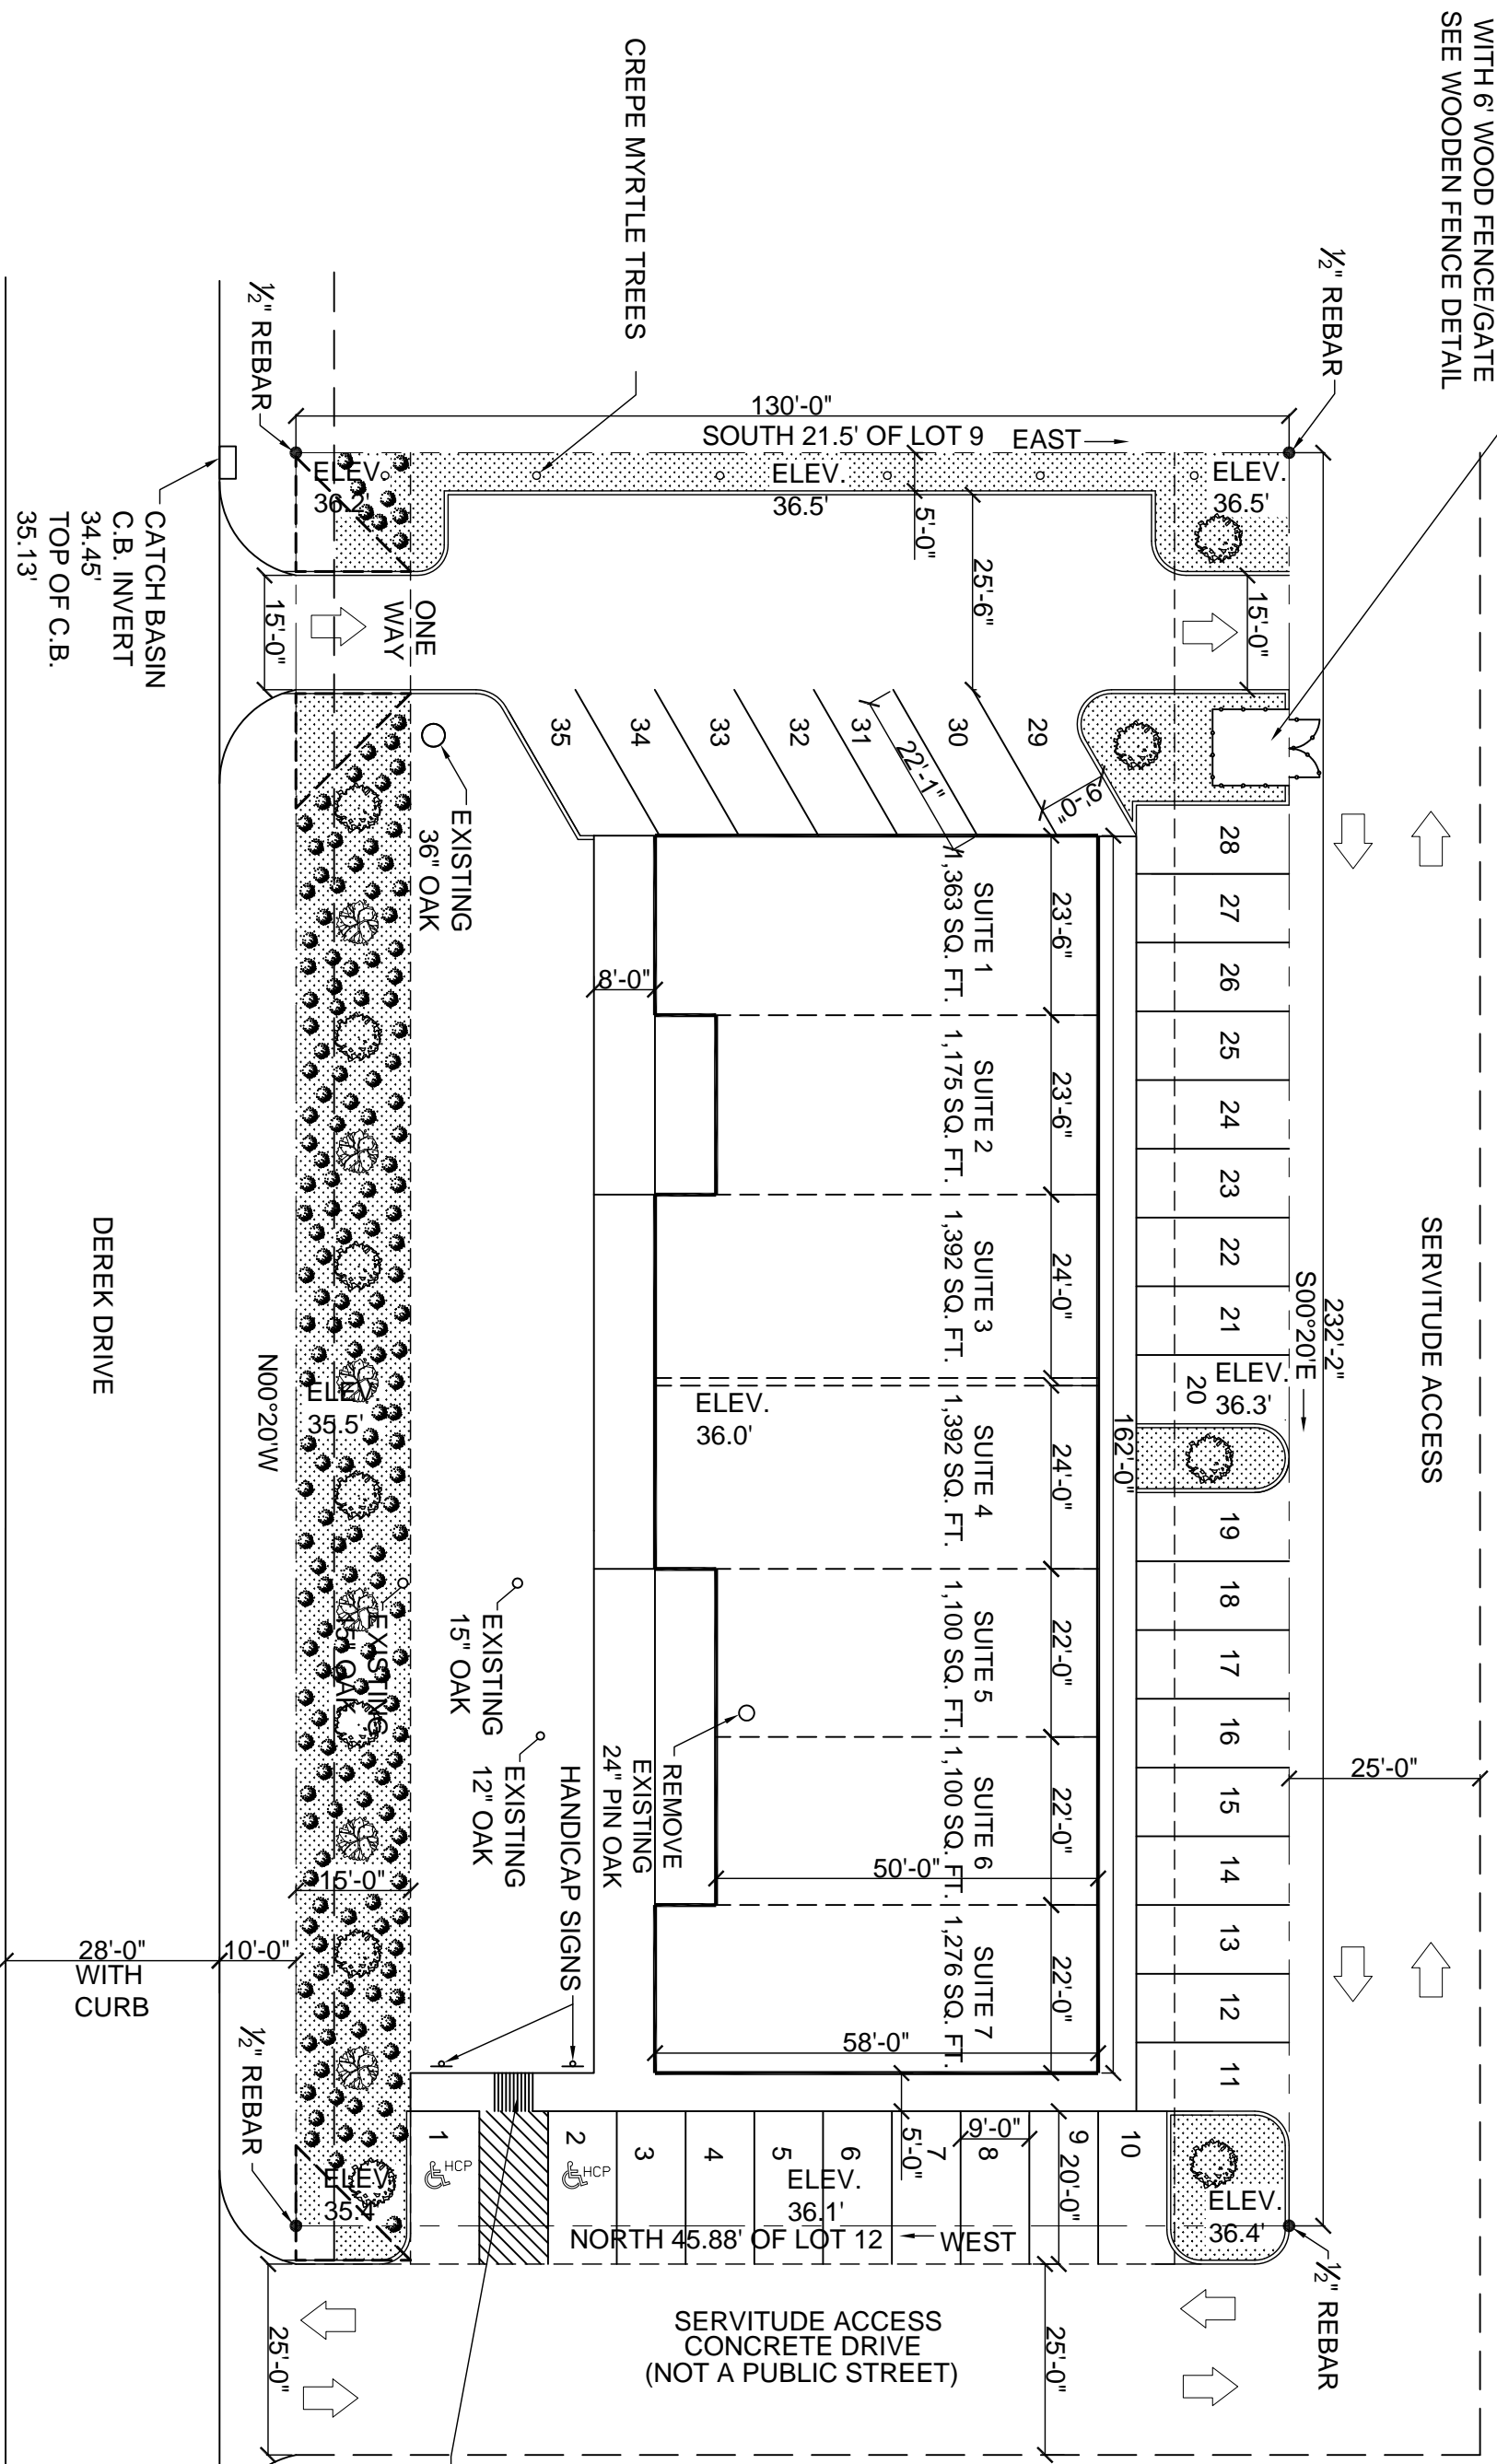 WITH 6' WOOD FENCE/GATE
SEE WOODEN FENCE DETAIL
CREPE MYRTLE TREES
½" REBAR
½" REBAR
130'-0"
SOUTH 21.5' OF LOT 9
EAST
ELEV.
36.2'
ELEV.
36.5'
ELEV.
36.5'
5'-0"
25'-6"
15'-0"
15'-0"
ONE
WAY
CATCH BASIN
C.B. INVERT
34.45'
TOP OF C.B.
35.13'
35
34
33
32
31
30
29
22'-1"
9'-0"
EXISTING
36" OAK
28
27
26
25
24
23
22
21
20
19
18
17
16
15
14
13
12
11
SUITE 1
1,363 SQ. FT.
23'-6"
SUITE 2
1,175 SQ. FT.
23'-6"
SUITE 3
1,392 SQ. FT.
24'-0"
SUITE 4
1,392 SQ. FT.
24'-0"
SUITE 5
1,100 SQ. FT.
22'-0"
SUITE 6
1,100 SQ. FT.
22'-0"
SUITE 7
1,276 SQ. FT.
22'-0"
8'-0"
162'-0"
232'-2"
S00°20'E
SERVITUDE ACCESS
ELEV.
36.3'
ELEV.
36.0'
ELEV.
35.5'
N00°20'W
DEREK DRIVE
25'-0"
EXISTING
15" OAK
EXISTING
15" OAK
EXISTING
12" OAK
REMOVE
EXISTING
24" PIN OAK
HANDICAP SIGNS
50'-0"
58'-0"
15'-0"
10'-0"
28'-0"
WITH
CURB
½" REBAR
½" REBAR
1
HCP
2
HCP
3
4
5
6
7
8
9
10
9'-0"
5'-0"
20'-0"
ELEV.
36.1'
ELEV.
35.4'
ELEV.
36.4'
NORTH 45.88' OF LOT 12
WEST
SERVITUDE ACCESS
CONCRETE DRIVE
(NOT A PUBLIC STREET)
25'-0"
25'-0"